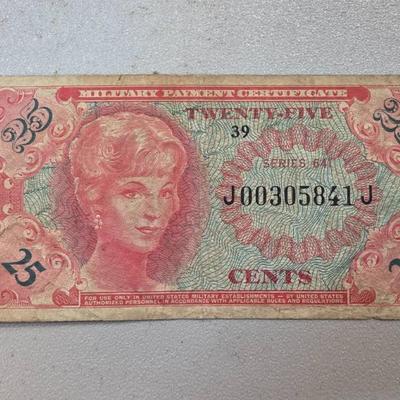 MILITARY PAYMENT CERTIFICATE
25
TWENTY-FIVE
39
SERIES 641
J00305841J
25
CENTS
FOR USE ONLY IN UNITED STATES MILITARY ESTABLISHMENTS — BY UNITED STATES
AUTHORIZED PERSONNEL IN ACCORDANCE WITH APPLICABLE RULES AND REGULATIONS.